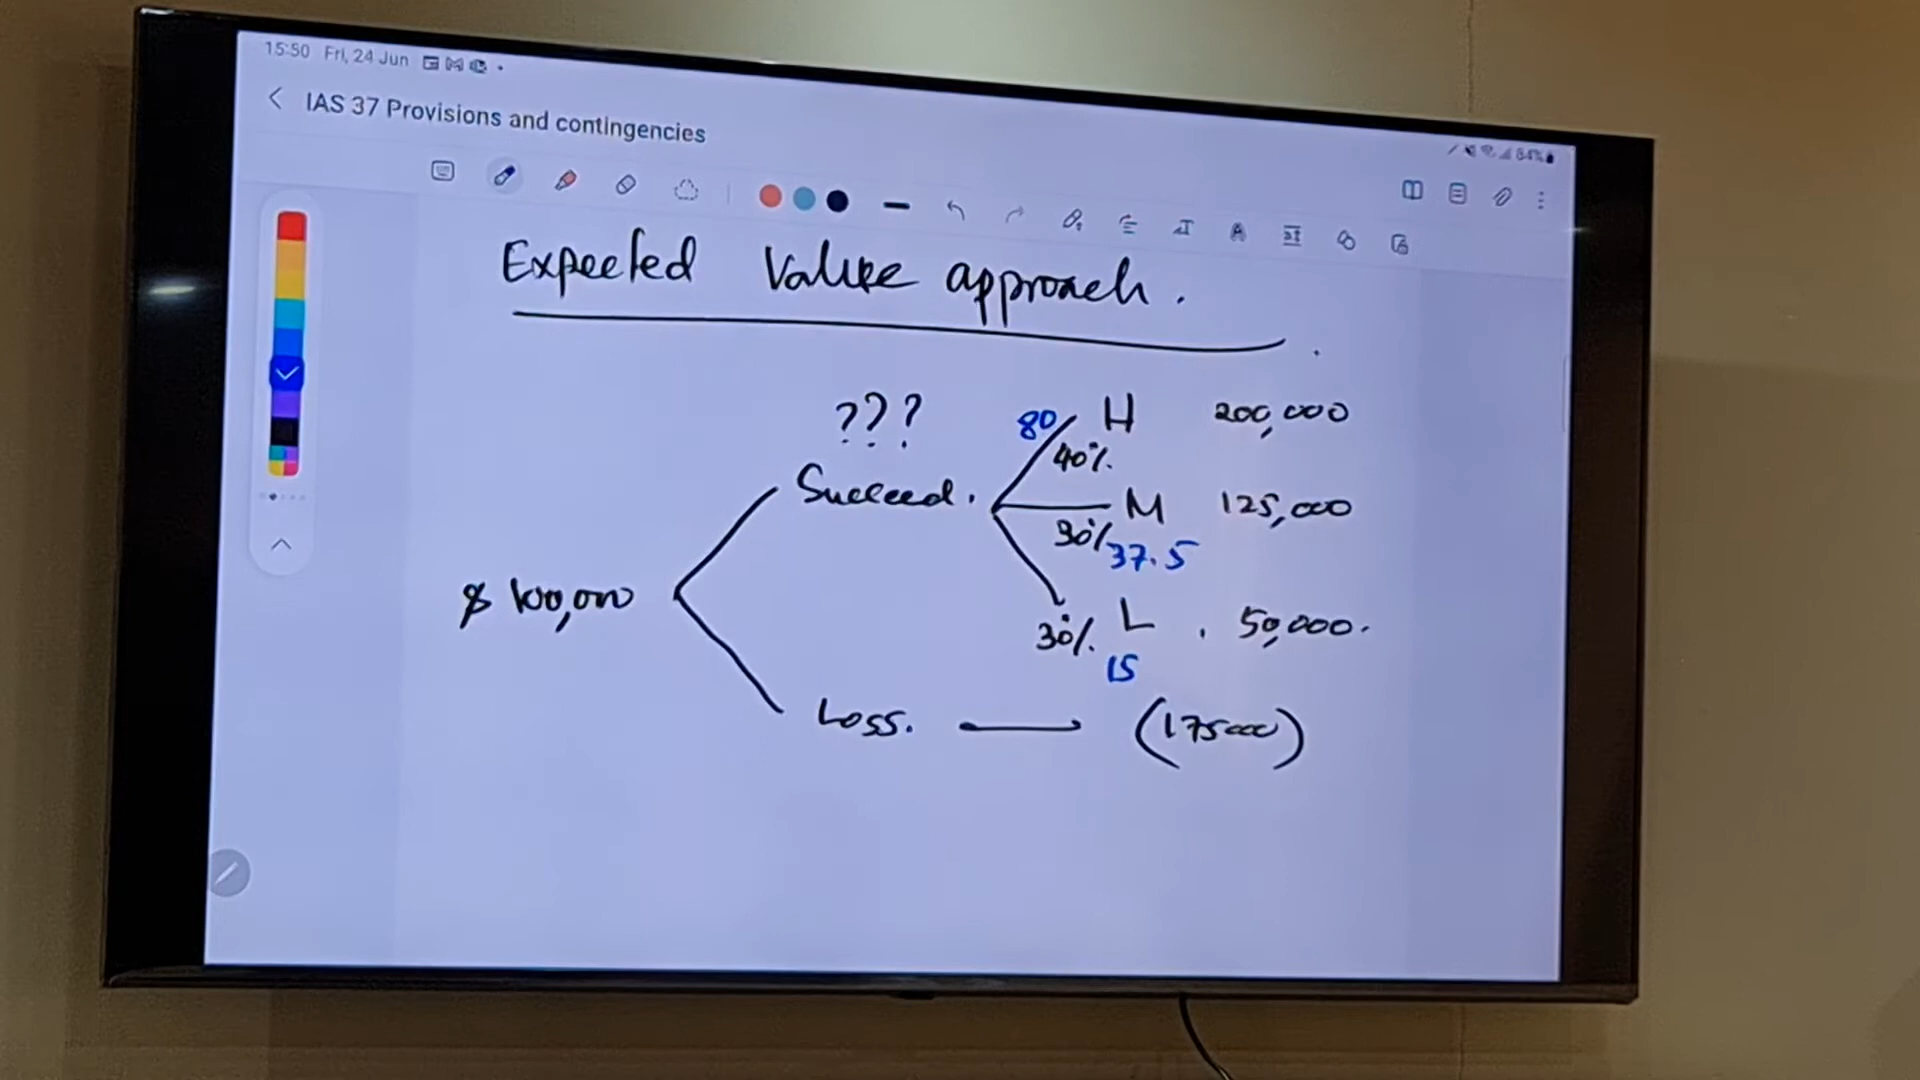 15:50 Fri, 24 Jun
84%
IAS 37 Provisions and contingencies
Expected Value approach.
??? 80 H 200,000
40%
Succeed. M 125,000
30% 37.5
$ 100,000
30% L . 50,000.
15
Loss. (175000)